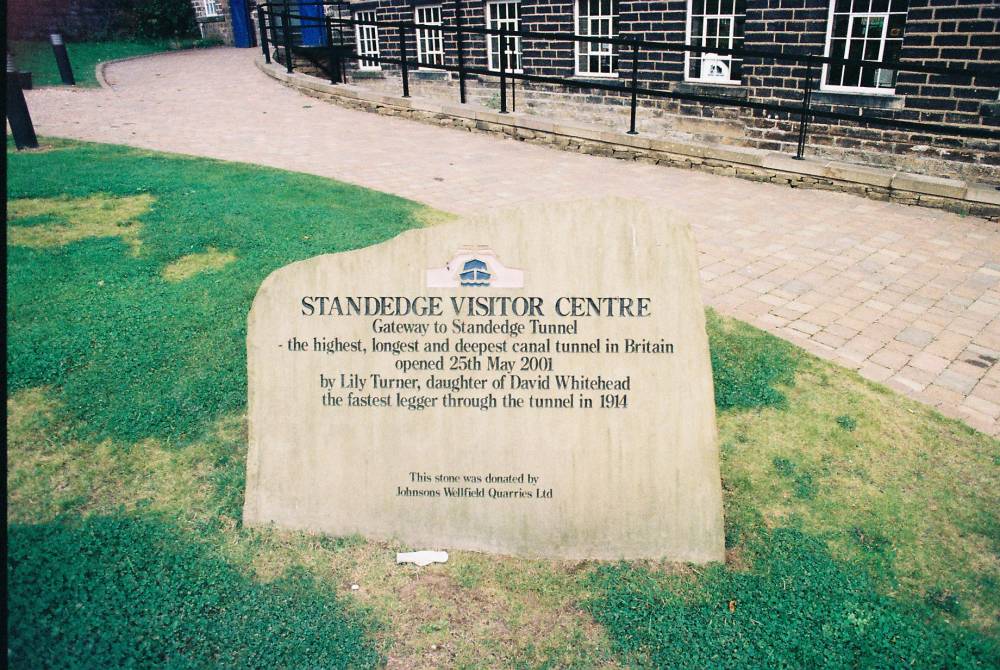 STANDEDGE VISITOR CENTRE
Gateway to Standedge Tunnel
- the highest, longest and deepest canal tunnel in Britain
opened 25th May 2001
by Lily Turner, daughter of David Whitehead
the fastest legger through the tunnel in 1914
This stone was donated by
Johnsons Wellfield Quarries Ltd